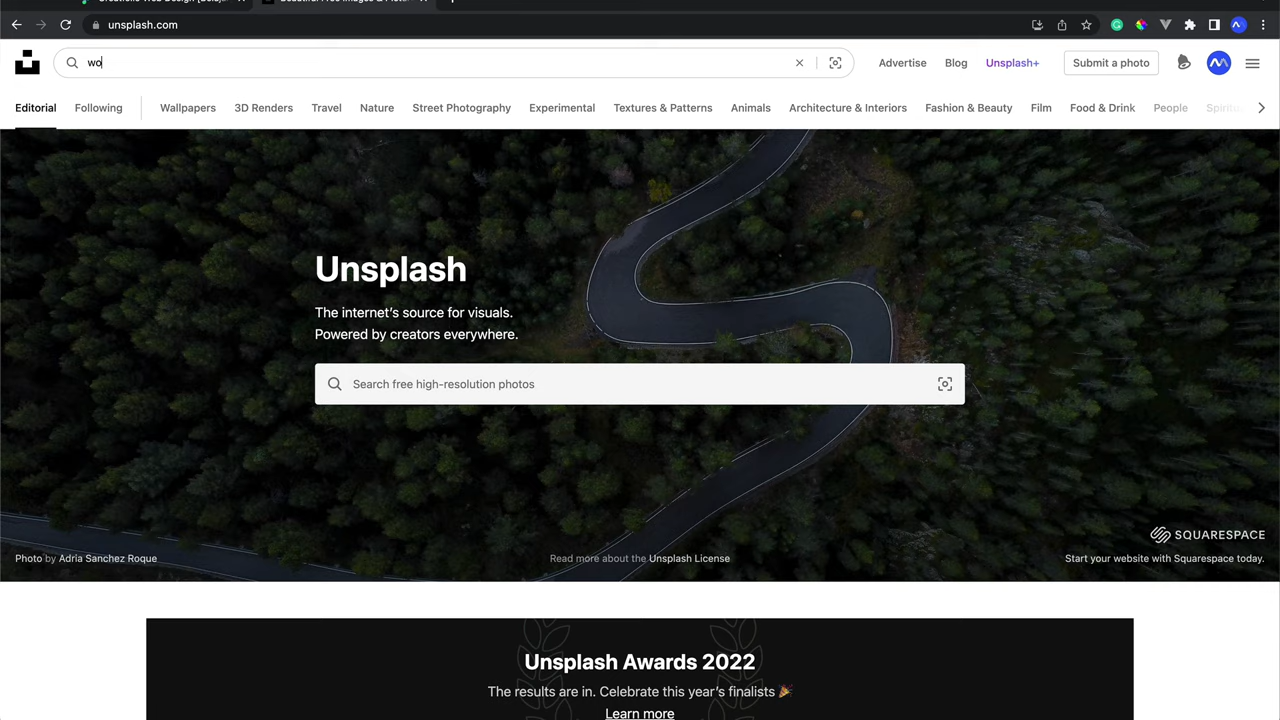 unsplash.com
wo
Advertise
Blog
Unsplash+
Submit a photo
Editorial
Following
Wallpapers
3D Renders
Travel
Nature
Street Photography
Experimental
Textures & Patterns
Animals
Architecture & Interiors
Fashion & Beauty
Film
Food & Drink
People
Unsplash
The internet’s source for visuals.
Powered by creators everywhere.
Search free high-resolution photos
SQUARESPACE
Photo by Adria Sanchez Roque
Read more about the Unsplash License
Start your website with Squarespace today.
Unsplash Awards 2022
The results are in. Celebrate this year’s finalists 🎉
Learn more